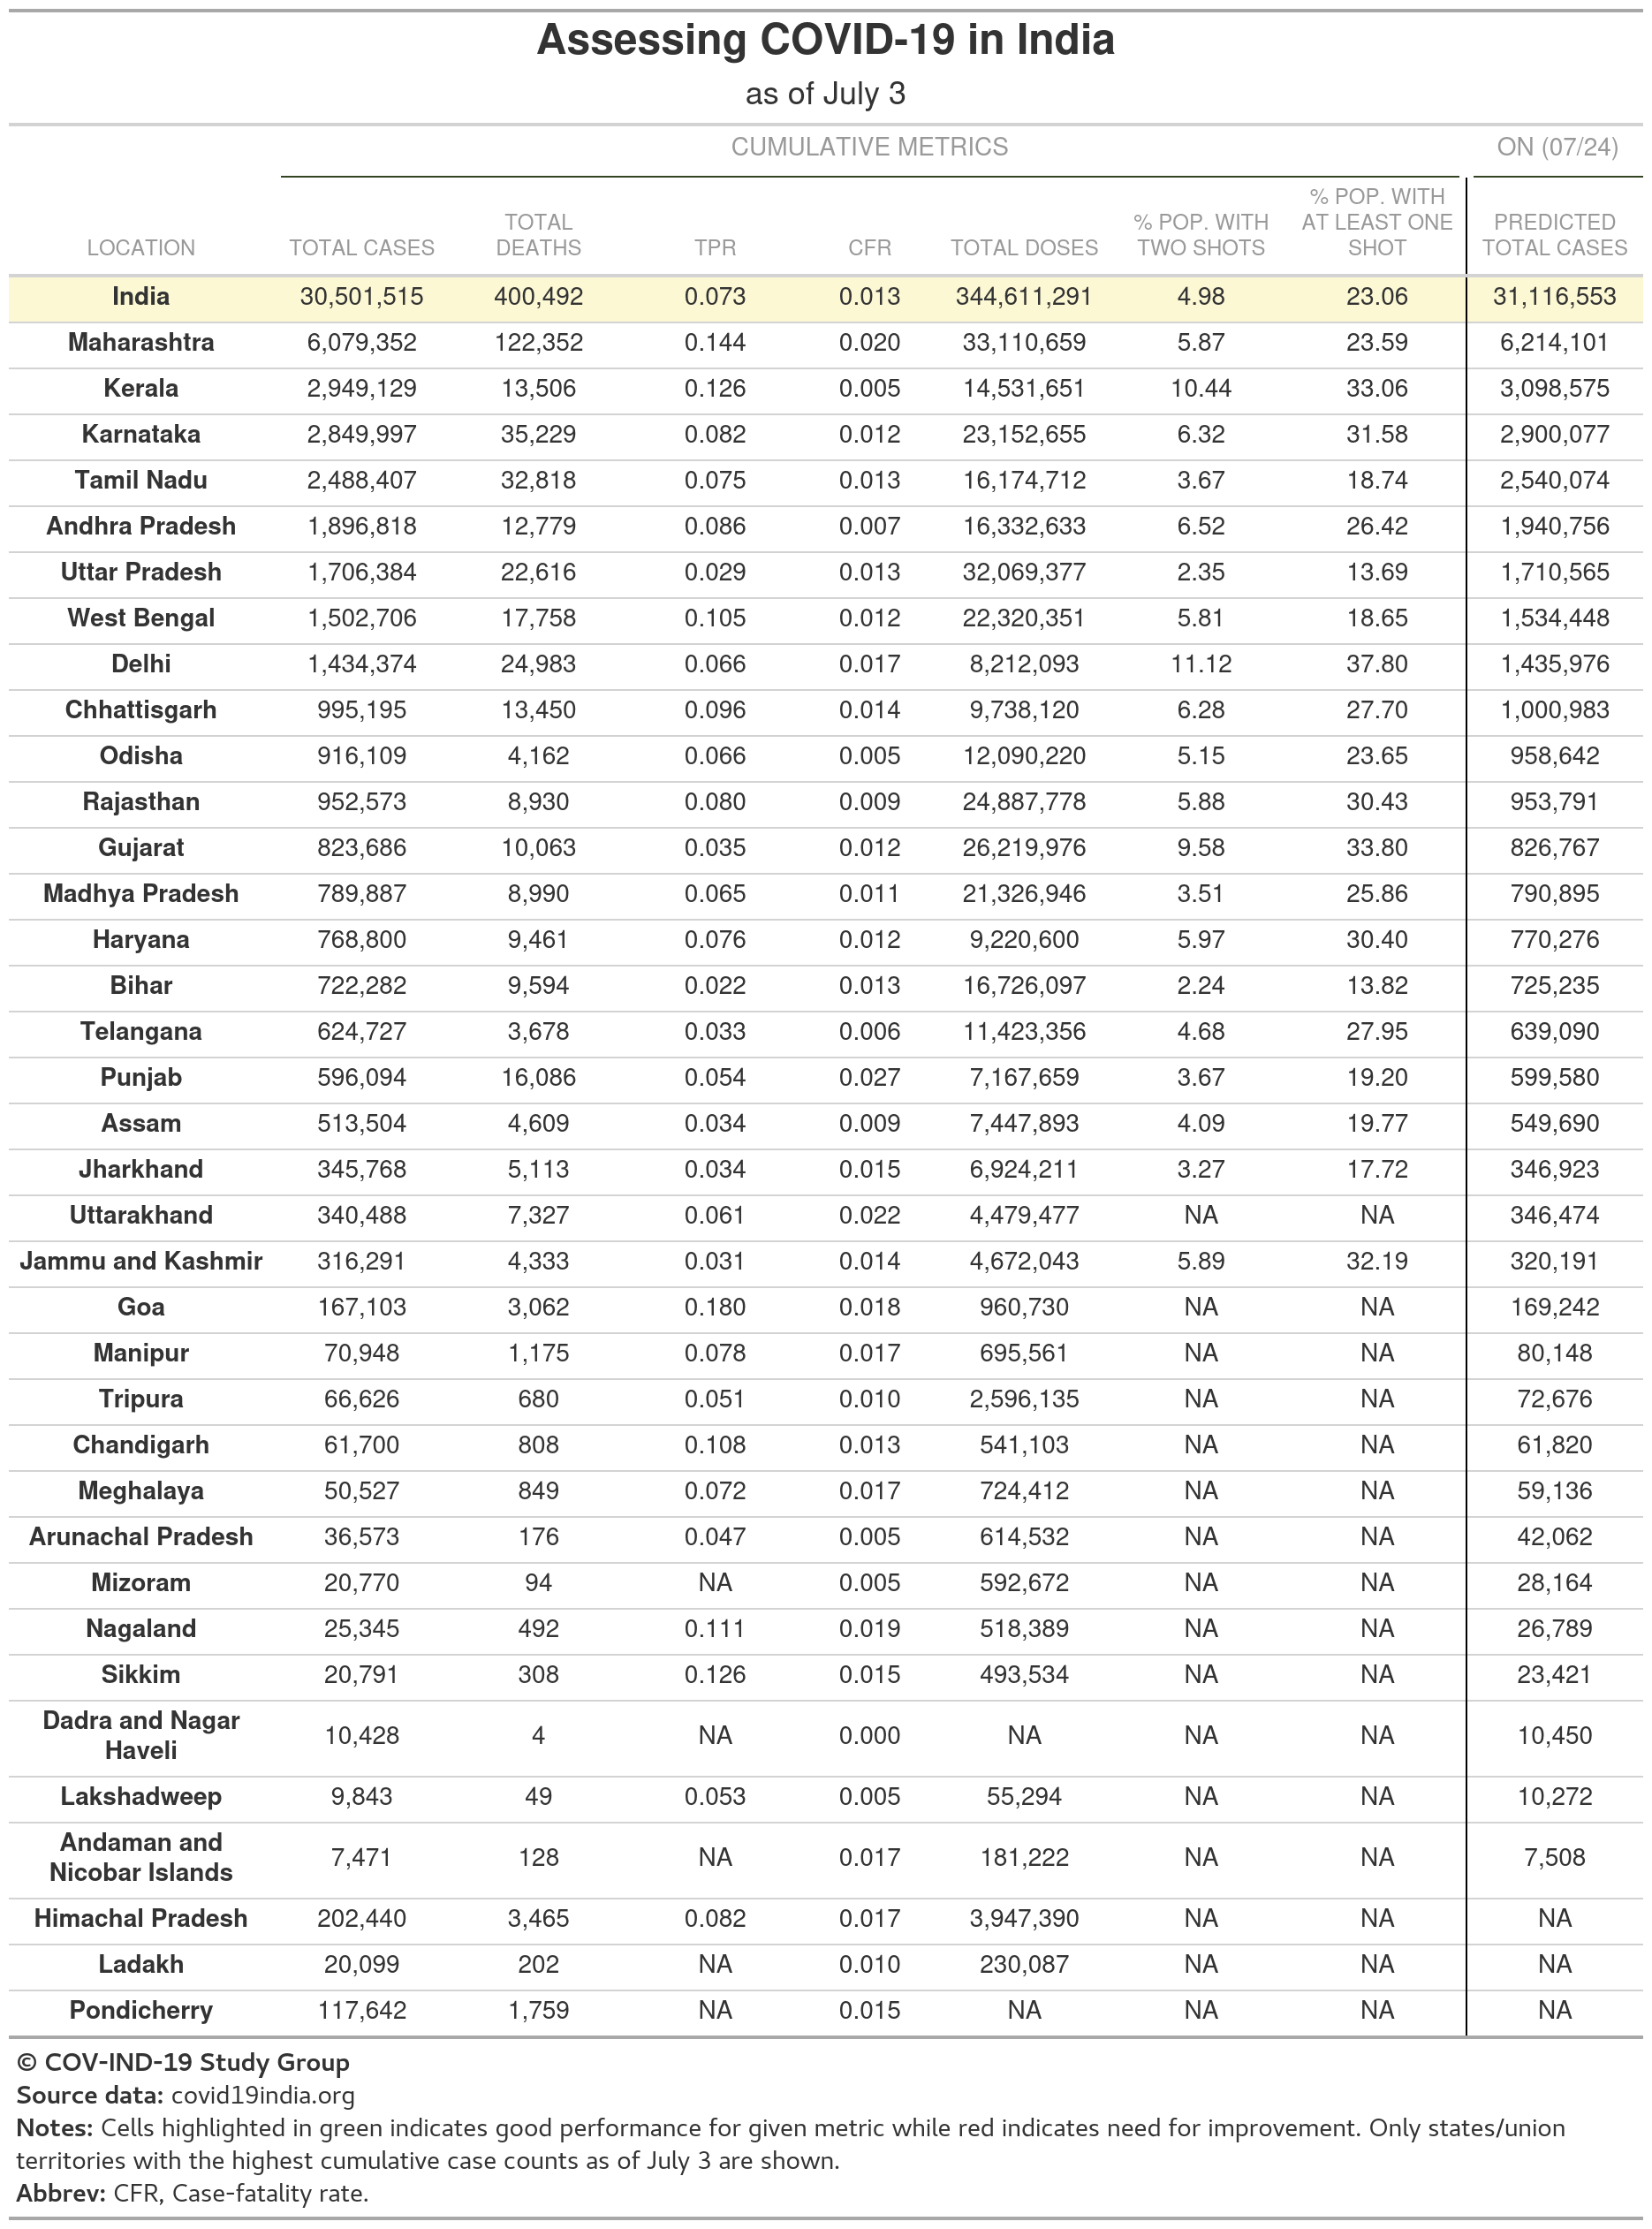 Assessing COVID-19 in India
as of July 3
CUMULATIVE METRICS ON (07/24)
LOCATION TOTAL CASES TOTAL DEATHS TPR CFR TOTAL DOSES % POP. WITH TWO SHOTS % POP. WITH AT LEAST ONE SHOT PREDICTED TOTAL CASES
India 30,501,515 400,492 0.073 0.013 344,611,291 4.98 23.06 31,116,553
Maharashtra 6,079,352 122,352 0.144 0.020 33,110,659 5.87 23.59 6,214,101
Kerala 2,949,129 13,506 0.126 0.005 14,531,651 10.44 33.06 3,098,575
Karnataka 2,849,997 35,229 0.082 0.012 23,152,655 6.32 31.58 2,900,077
Tamil Nadu 2,488,407 32,818 0.075 0.013 16,174,712 3.67 18.74 2,540,074
Andhra Pradesh 1,896,818 12,779 0.086 0.007 16,332,633 6.52 26.42 1,940,756
Uttar Pradesh 1,706,384 22,616 0.029 0.013 32,069,377 2.35 13.69 1,710,565
West Bengal 1,502,706 17,758 0.105 0.012 22,320,351 5.81 18.65 1,534,448
Delhi 1,434,374 24,983 0.066 0.017 8,212,093 11.12 37.80 1,435,976
Chhattisgarh 995,195 13,450 0.096 0.014 9,738,120 6.28 27.70 1,000,983
Odisha 916,109 4,162 0.066 0.005 12,090,220 5.15 23.65 958,642
Rajasthan 952,573 8,930 0.080 0.009 24,887,778 5.88 30.43 953,791
Gujarat 823,686 10,063 0.035 0.012 26,219,976 9.58 33.80 826,767
Madhya Pradesh 789,887 8,990 0.065 0.011 21,326,946 3.51 25.86 790,895
Haryana 768,800 9,461 0.076 0.012 9,220,600 5.97 30.40 770,276
Bihar 722,282 9,594 0.022 0.013 16,726,097 2.24 13.82 725,235
Telangana 624,727 3,678 0.033 0.006 11,423,356 4.68 27.95 639,090
Punjab 596,094 16,086 0.054 0.027 7,167,659 3.67 19.20 599,580
Assam 513,504 4,609 0.034 0.009 7,447,893 4.09 19.77 549,690
Jharkhand 345,768 5,113 0.034 0.015 6,924,211 3.27 17.72 346,923
Uttarakhand 340,488 7,327 0.061 0.022 4,479,477 NA NA 346,474
Jammu and Kashmir 316,291 4,333 0.031 0.014 4,672,043 5.89 32.19 320,191
Goa 167,103 3,062 0.180 0.018 960,730 NA NA 169,242
Manipur 70,948 1,175 0.078 0.017 695,561 NA NA 80,148
Tripura 66,626 680 0.051 0.010 2,596,135 NA NA 72,676
Chandigarh 61,700 808 0.108 0.013 541,103 NA NA 61,820
Meghalaya 50,527 849 0.072 0.017 724,412 NA NA 59,136
Arunachal Pradesh 36,573 176 0.047 0.005 614,532 NA NA 42,062
Mizoram 20,770 94 NA 0.005 592,672 NA NA 28,164
Nagaland 25,345 492 0.111 0.019 518,389 NA NA 26,789
Sikkim 20,791 308 0.126 0.015 493,534 NA NA 23,421
Dadra and Nagar Haveli 10,428 4 NA 0.000 NA NA NA 10,450
Lakshadweep 9,843 49 0.053 0.005 55,294 NA NA 10,272
Andaman and Nicobar Islands 7,471 128 NA 0.017 181,222 NA NA 7,508
Himachal Pradesh 202,440 3,465 0.082 0.017 3,947,390 NA NA NA
Ladakh 20,099 202 NA 0.010 230,087 NA NA NA
Pondicherry 117,642 1,759 NA 0.015 NA NA NA NA
© COV-IND-19 Study Group
Source data: covid19india.org
Notes: Cells highlighted in green indicates good performance for given metric while red indicates need for improvement. Only states/union
territories with the highest cumulative case counts as of July 3 are shown.
Abbrev: CFR, Case-fatality rate.